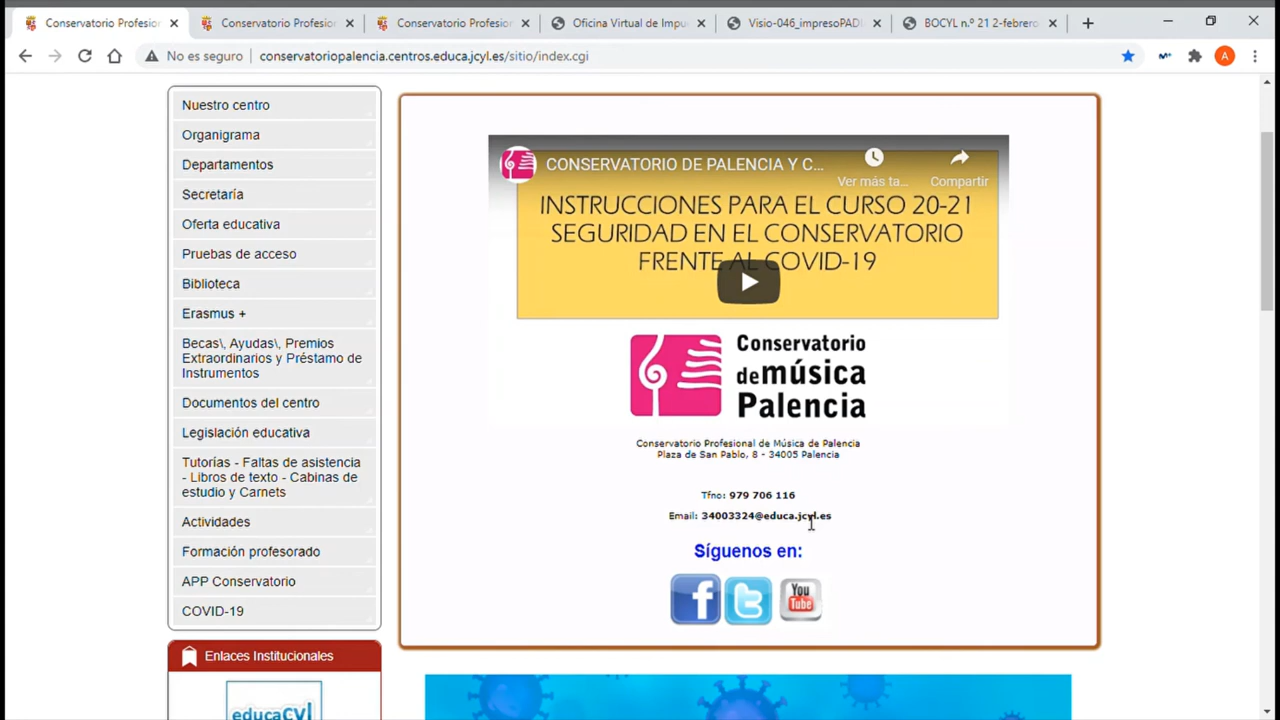 Conservatorio Profesion
Conservatorio Profesion
Conservatorio Profesion
Oficina Virtual de Impu
Visio-046_impresoPAD
BOCYL n.º 21 2-febrero
No es seguro
conservatoriopalencia.centros.educa.jcyl.es/sitio/index.cgi
A
Nuestro centro
Organigrama
Departamentos
Secretaría
Oferta educativa
Pruebas de acceso
Biblioteca
Erasmus +
Becas\, Ayudas\, Premios
Extraordinarios y Préstamo de
Instrumentos
Documentos del centro
Legislación educativa
Tutorías - Faltas de asistencia
- Libros de texto - Cabinas de
estudio y Carnets
Actividades
Formación profesorado
APP Conservatorio
COVID-19
Enlaces Institucionales
educacyl
CONSERVATORIO DE PALENCIA Y C...
Ver más ta...
Compartir
INSTRUCCIONES PARA EL CURSO 20-21
SEGURIDAD EN EL CONSERVATORIO
FRENTE AL COVID-19
Conservatorio
demúsica
Palencia
Conservatorio Profesional de Música de Palencia
Plaza de San Pablo, 8 - 34005 Palencia
Tfno: 979 706 116
Email: 34003324@educa.jcyl.es
Síguenos en:
You
Tube